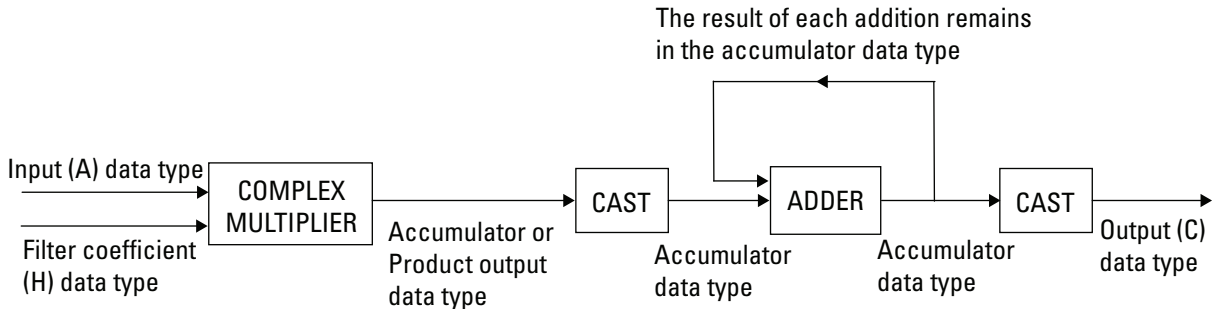 The result of each addition remains
in the accumulator data type
Input (A) data type
COMPLEX
MULTIPLIER
CAST
ADDER
CAST
Filter coefficient
(H) data type
Accumulator or
Product output
data type
Accumulator
data type
Accumulator
data type
Output (C)
data type